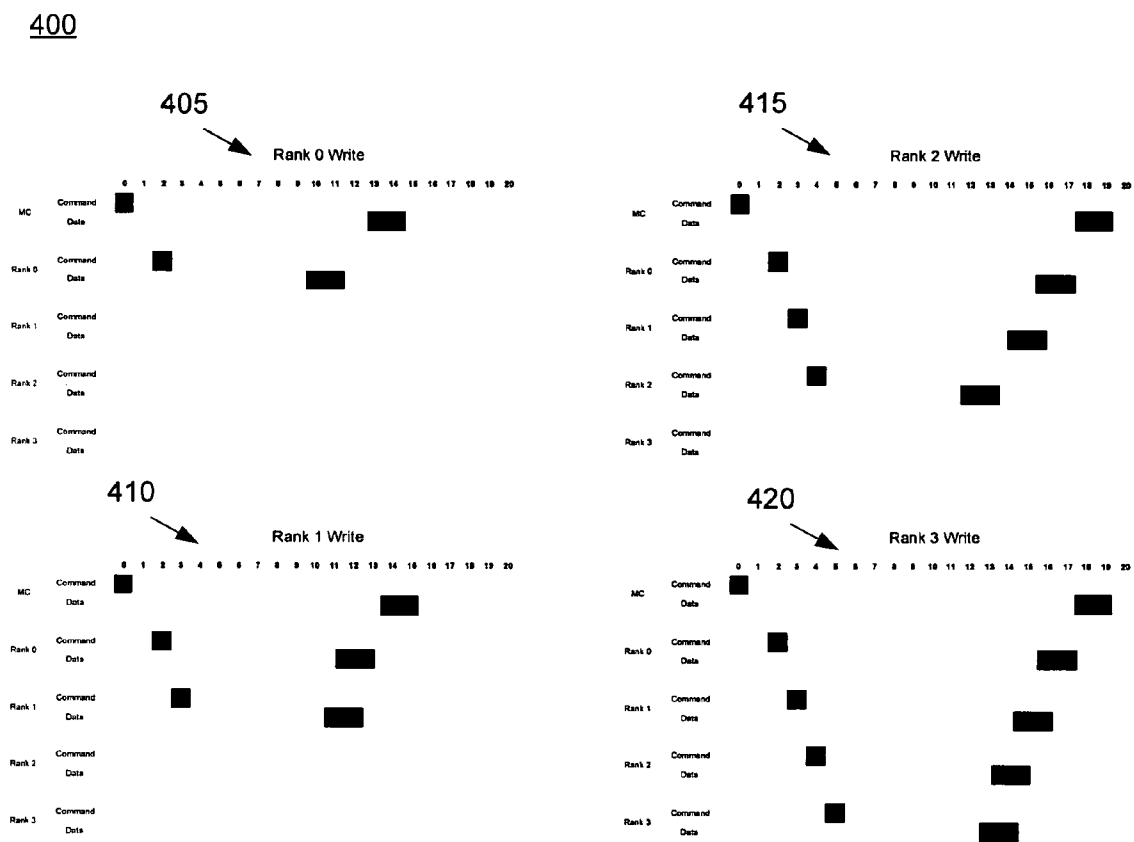 400
405
Rank 0 Write
0 1 2 3 4 5 6 7 8 9 10 11 12 13 14 15 16 17 18 19 20
MC Command
Data
Rank 0 Command
Data
Rank 1 Command
Data
Rank 2 Command
Data
Rank 3 Command
Data
415
Rank 2 Write
0 1 2 3 4 5 6 7 8 9 10 11 12 13 14 15 16 17 18 19 20
MC Command
Data
Rank 0 Command
Data
Rank 1 Command
Data
Rank 2 Command
Data
Rank 3 Command
Data
410
Rank 1 Write
0 1 2 3 4 5 6 7 8 9 10 11 12 13 14 15 16 17 18 19 20
MC Command
Data
Rank 0 Command
Data
Rank 1 Command
Data
Rank 2 Command
Data
Rank 3 Command
Data
420
Rank 3 Write
0 1 2 3 4 5 6 7 8 9 10 11 12 13 14 15 16 17 18 19 20
MC Command
Data
Rank 0 Command
Data
Rank 1 Command
Data
Rank 2 Command
Data
Rank 3 Command
Data